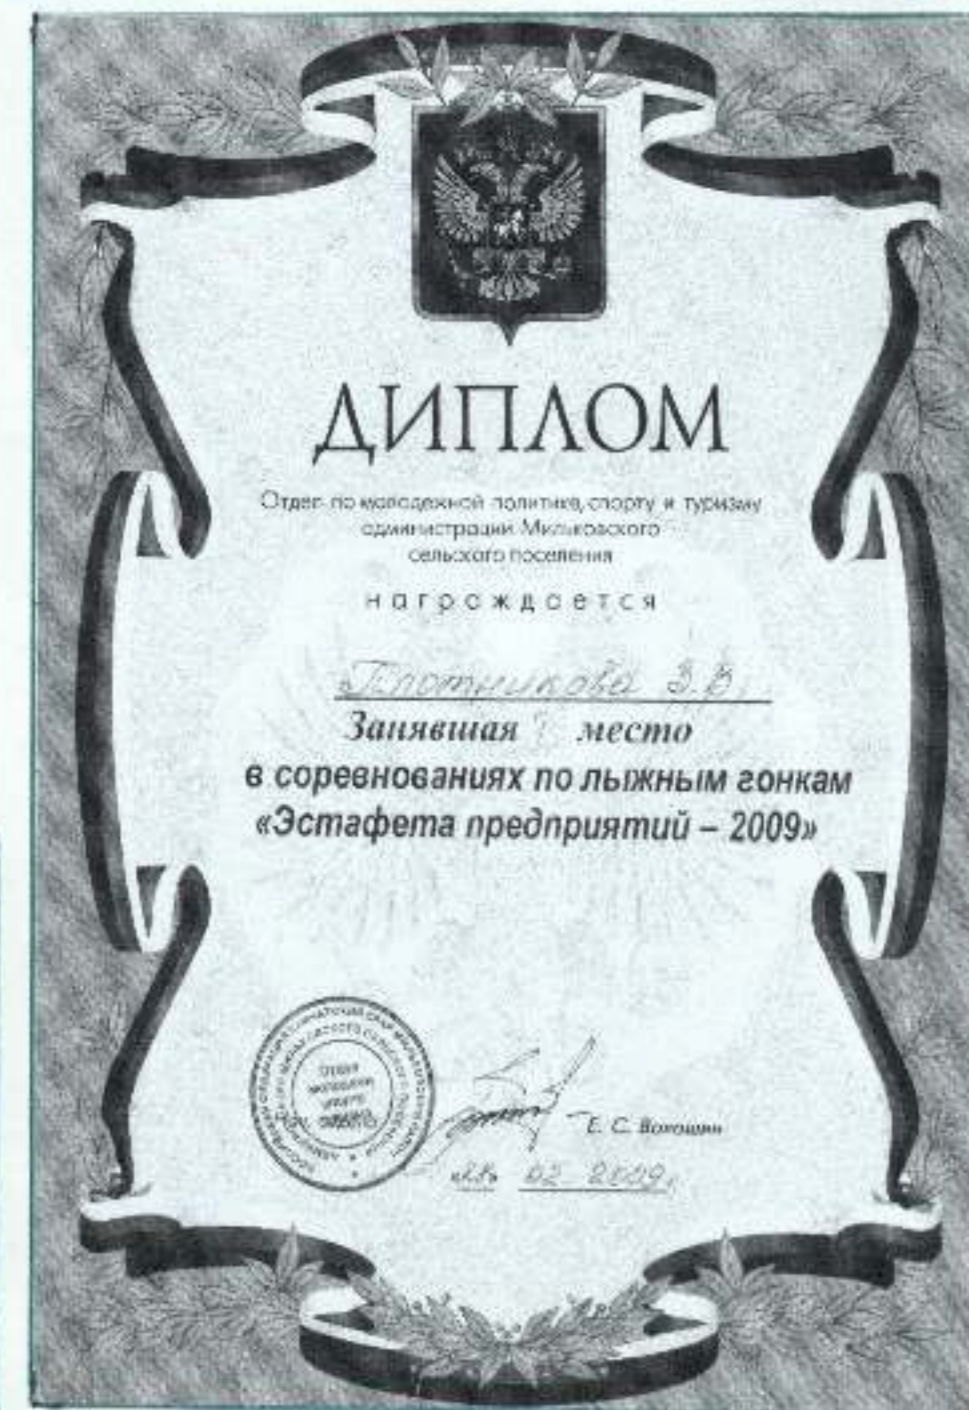 ДИПЛОМ
Отдел по молодежной политике, спорту и туризму
администрации Мильковского
сельского поселения
награждается
Плотникова З.В.
Занявшая место
в соревнованиях по лыжным гонкам
«Эстафета предприятий – 2009»
Е. С. Волошин
02 2009 г.